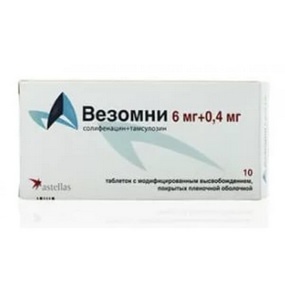 Везомни 6 мг+0,4 мг
солифенацин+тамсулозин
10
таблеток с модифицированным высвобождением,
покрытых пленочной оболочкой
astellas